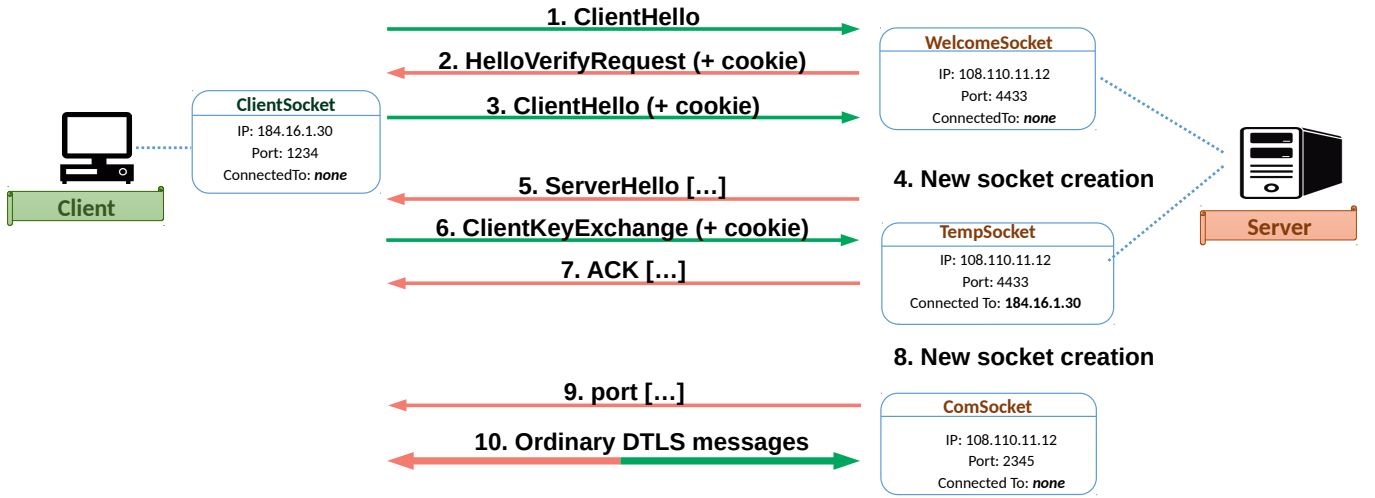 1. ClientHello
2. HelloVerifyRequest (+ cookie)
3. ClientHello (+ cookie)
WelcomeSocket
IP: 108.110.11.12
Port: 4433
ConnectedTo: none
ClientSocket
IP: 184.16.1.30
Port: 1234
ConnectedTo: none
Client
4. New socket creation
5. ServerHello […]
6. ClientKeyExchange (+ cookie)
7. ACK […]
TempSocket
IP: 108.110.11.12
Port: 4433
Connected To: 184.16.1.30
Server
8. New socket creation
9. port […]
10. Ordinary DTLS messages
ComSocket
IP: 108.110.11.12
Port: 2345
Connected To: none